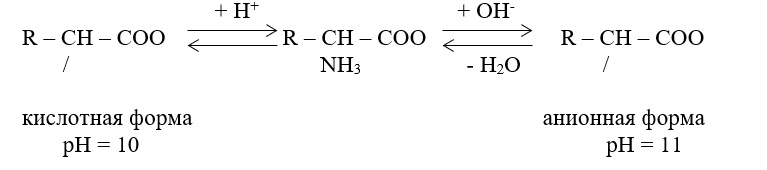 + H⁺ + OH⁻
R – CH – COO R – CH – COO R – CH – COO
/ NH₃ - H₂O /
кислотная форма анионная форма
pH = 10 pH = 11